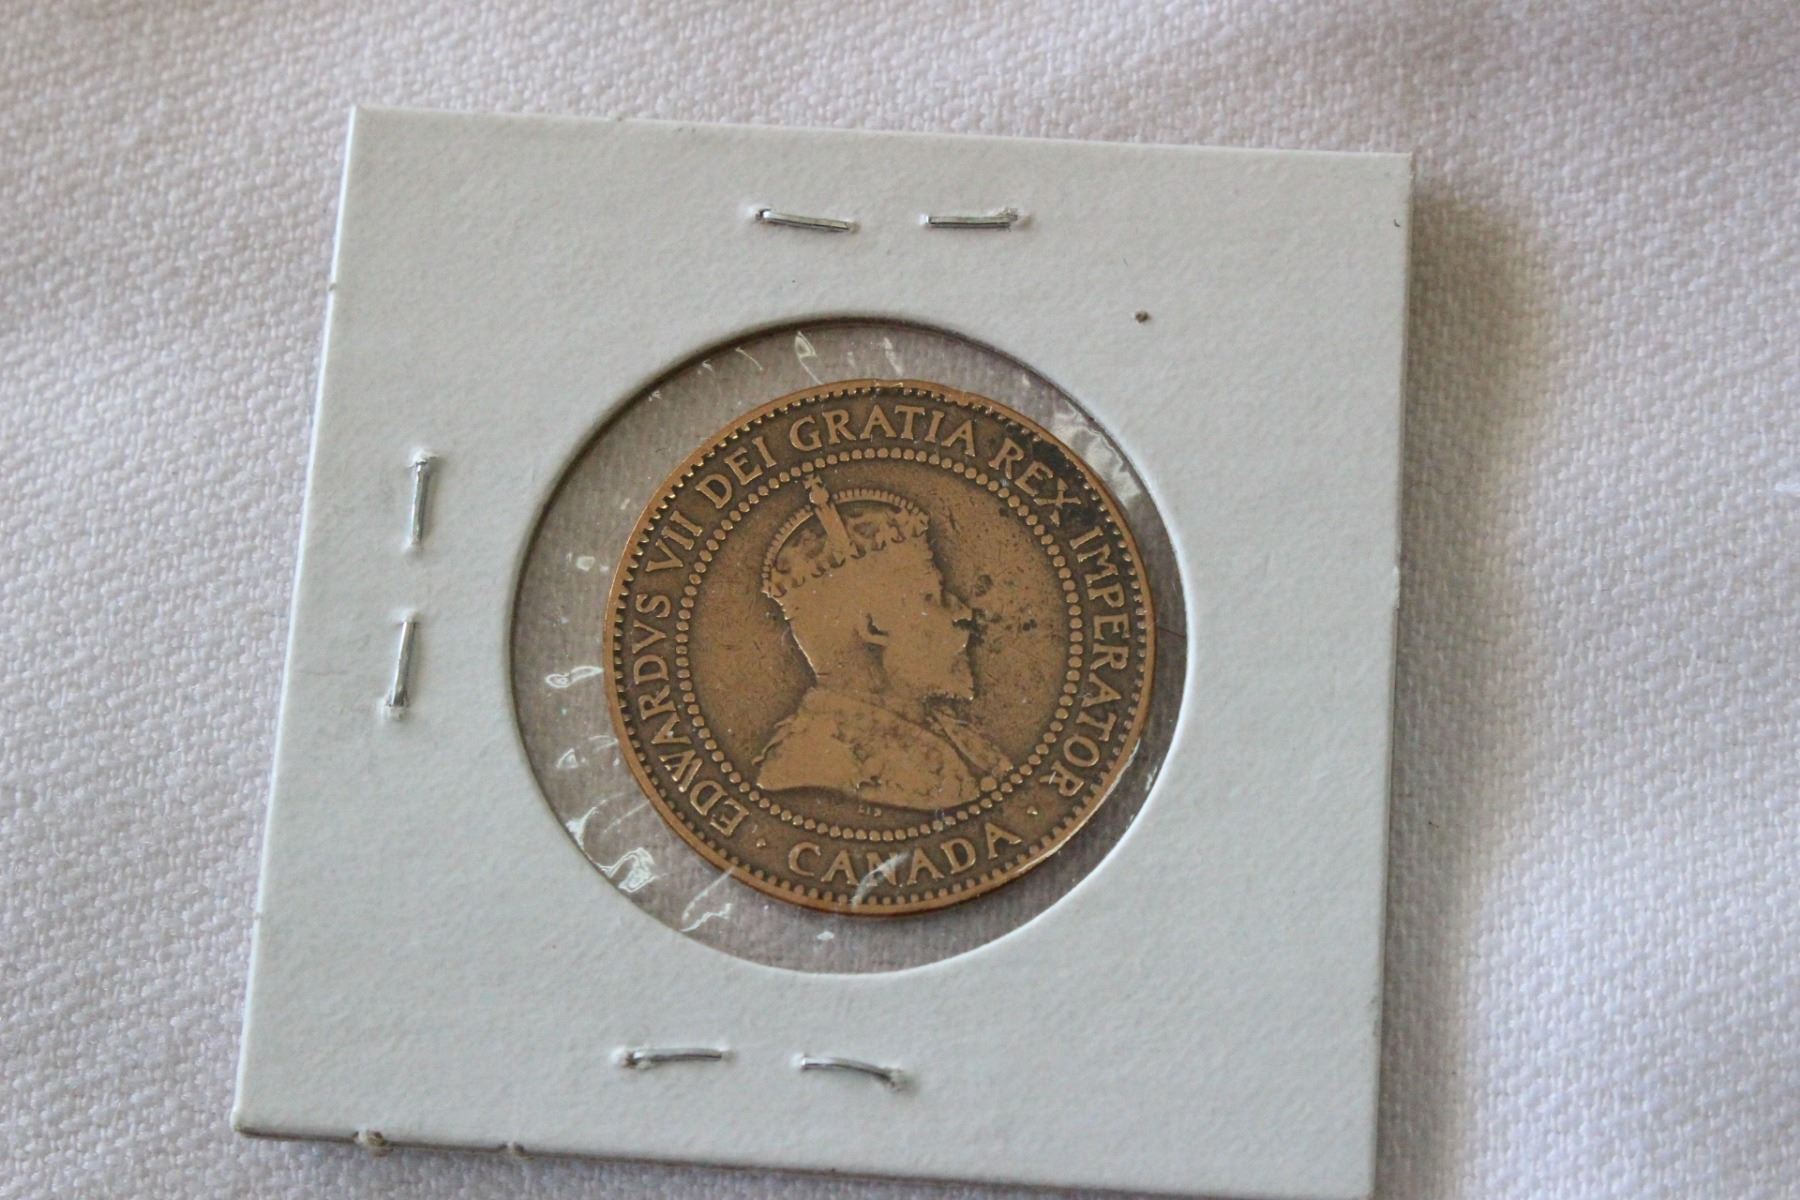 EDWARDVS VII DEI GRATIA REX IMPERATOR
CANADA